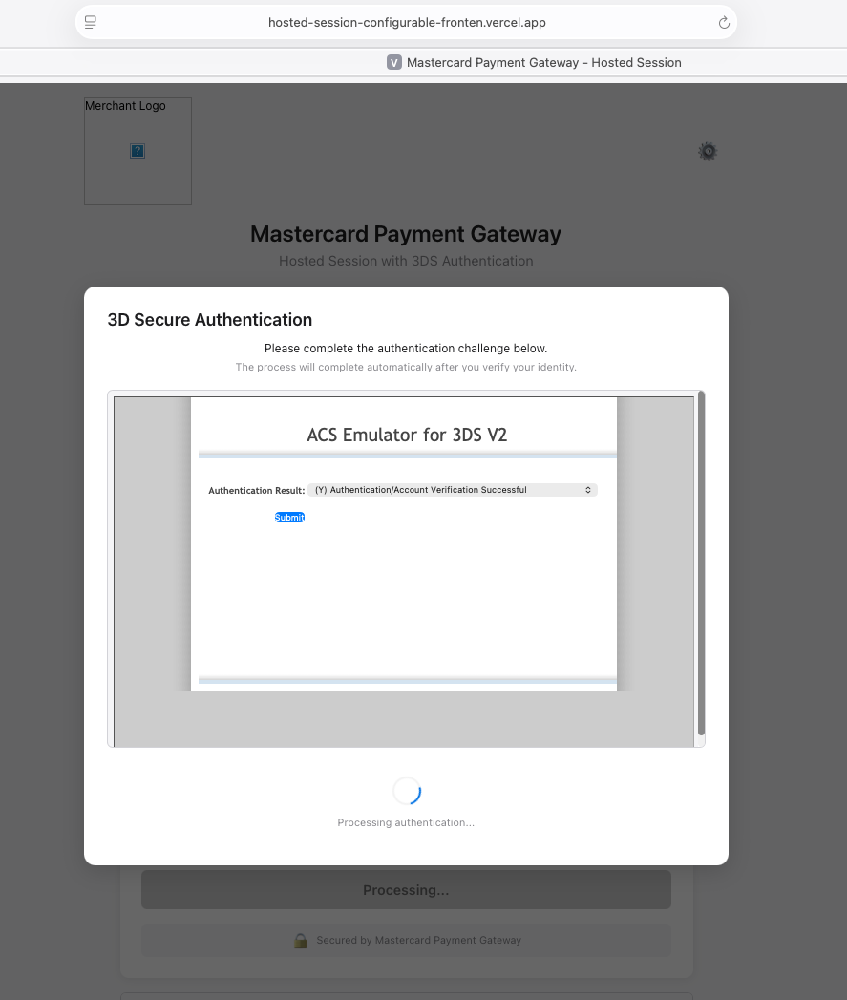 hosted-session-configurable-fronten.vercel.app
V Mastercard Payment Gateway - Hosted Session
Merchant Logo
?
Mastercard Payment Gateway
Hosted Session with 3DS Authentication
3D Secure Authentication
Please complete the authentication challenge below.
The process will complete automatically after you verify your identity.
ACS Emulator for 3DS V2
Authentication Result: (Y) Authentication/Account Verification Successful
Submit
Processing authentication...
Processing...
Secured by Mastercard Payment Gateway